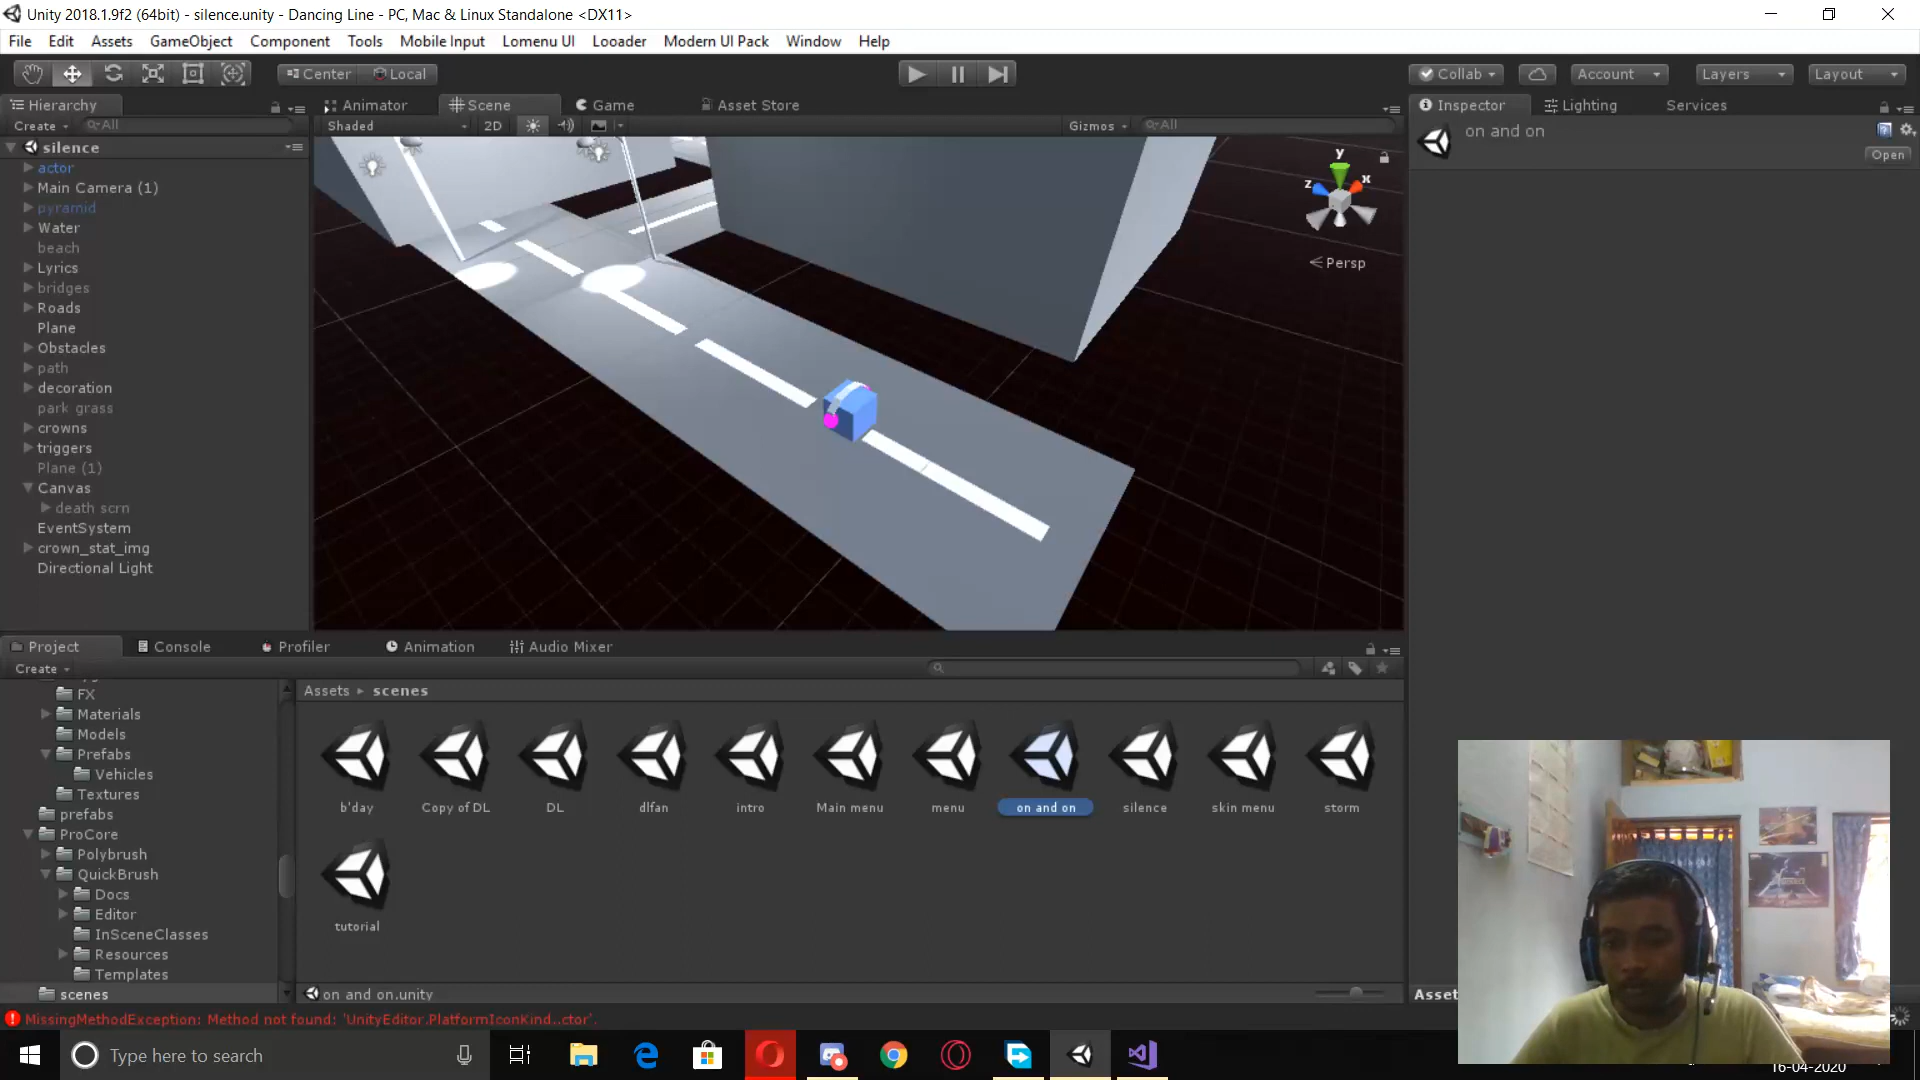 Unity 2018.1.9f2 (64bit) - silence.unity - Dancing Line - PC, Mac & Linux Standalone <DX11>
File Edit Assets GameObject Component Tools Mobile Input Lomenu UI Looader Modern UI Pack Window Help
Center Local Collab Account Layers Layout
Hierarchy Animator Scene Game Asset Store Inspector Lighting Services
Create All Shaded 2D Gizmos All
on and on
Open
silence
actor
Main Camera (1)
pyramid
Water
beach
Lyrics
bridges
Roads
Plane
Obstacles
path
decoration
park grass
crowns
triggers
Plane (1)
Canvas
death scrn
EventSystem
crown_stat_img
Directional Light
y
z x
Persp
Project Console Profiler Animation Audio Mixer
Create
FX
Materials
Models
Prefabs
Vehicles
Textures
prefabs
ProCore
Polybrush
QuickBrush
Docs
Editor
InSceneClasses
Resources
Templates
scenes
Assets ▸ scenes
b'day Copy of DL DL dlfan intro Main menu menu on and on silence skin menu storm
tutorial
on and on.unity
Asset
MissingMethodException: Method not found: 'UnityEditor.PlatformIconKind..ctor'.
Type here to search
16-04-2020